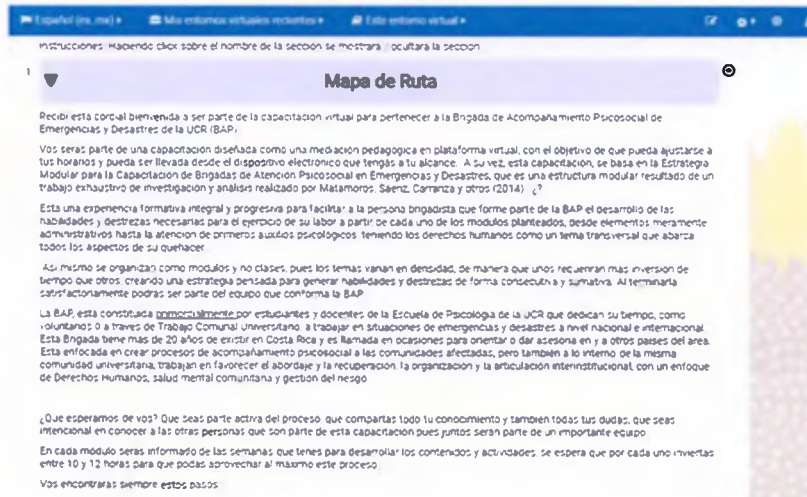 Español (es_mx) Mis entornos virtuales recientes Este entorno virtual
instrucciones: Haciendo click sobre el nombre de la sección se mostrará / ocultará la sección
1
Mapa de Ruta
Recibí esta cordial bienvenida a ser parte de la capacitación virtual para pertenecer a la Brigada de Acompañamiento Psicosocial de
Emergencias y Desastres de la UCR (BAP)
Vos serás parte de una capacitación diseñada como una mediación pedagógica en plataforma virtual, con el objetivo de que pueda ajustarse a
tus horarios y pueda ser llevada desde el dispositivo electrónico que tengás a tu alcance. A su vez, esta capacitación, se basa en la Estrategia
Modular para la Capacitación de Brigadas de Atención Psicosocial en Emergencias y Desastres, que es una estructura modular resultado de un
trabajo exhaustivo de investigación y análisis realizado por Matamoros, Sáenz, Carranza y otros (2014) ¿?
Esta una experiencia formativa integral y progresiva para facilitar a la persona brigadista que forme parte de la BAP el desarrollo de las
habilidades y destrezas necesarias para el ejercicio de su labor a partir de cada uno de los módulos planteados, desde elementos meramente
administrativos hasta la atención de primeros auxilios psicológicos, teniendo los derechos humanos como un tema transversal que abarca
todos los aspectos de su quehacer
Así mismo se organizan como módulos y no clases, pues los temas varían en densidad, de manera que unos requerirán más inversión de
tiempo que otros, creando una estrategia pensada para generar habilidades y destrezas de forma consecutiva y sumativa. Al terminarla
satisfactoriamente podrás ser parte del equipo que conforma la BAP
La BAP, está constituida primordialmente por estudiantes y docentes de la Escuela de Psicología de la UCR que dedican su tiempo, como
voluntarios o a través de Trabajo Comunal Universitario, a trabajar en situaciones de emergencias y desastres a nivel nacional e internacional.
Esta Brigada tiene más de 20 años de existir en Costa Rica y es llamada en ocasiones para orientar o dar asesoría en y a otros países del área.
Esta enfocada en crear procesos de acompañamiento psicosocial a las comunidades afectadas, pero también a lo interno de la misma
comunidad universitaria, trabajan en favorecer el abordaje y la recuperación, la organización y la articulación interinstitucional, con un enfoque
de Derechos Humanos, salud mental comunitaria y gestión del riesgo
¿Que esperamos de vos? Que seas parte activa del proceso, que compartas todo tu conocimiento y también todas tus dudas, que seas
intencional en conocer a las otras personas que son parte de esta capacitación pues juntos serán parte de un importante equipo
En cada módulo serás informado de las semanas que tenés para desarrollar los contenidos y actividades, se espera que por cada uno inviertas
entre 10 y 12 horas para que podas aprovechar al máximo este proceso
Vos encontrarás siempre estos pasos